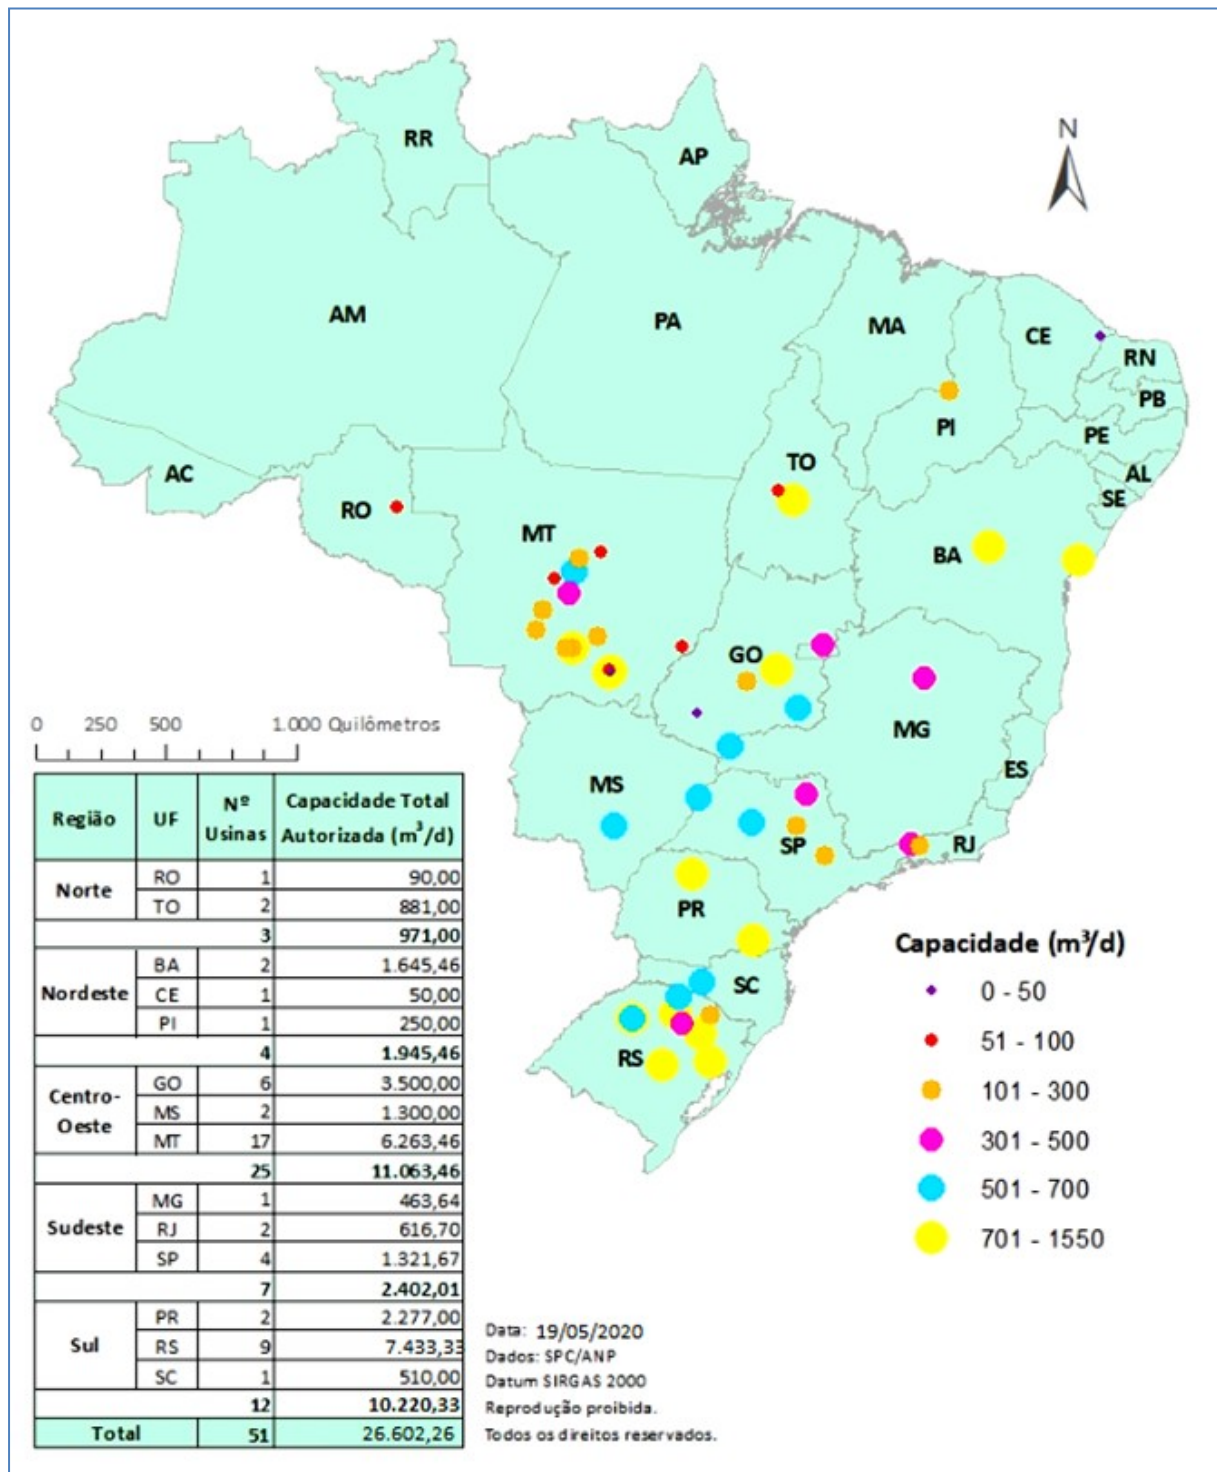 N
RR
AP
AM
PA
MA
CE
RN
PB
PI
PE
AC
TO
AL
SE
RO
MT
BA
GO
MG
ES
MS
SP
RJ
PR
SC
RS
0 250 500 1.000 Quilômetros
Região UF Nº Usinas Capacidade Total Autorizada (m³/d)
Norte RO 1 90,00
TO 2 881,00
3 971,00
Nordeste BA 2 1.645,46
CE 1 50,00
PI 1 250,00
4 1.945,46
Centro-Oeste GO 6 3.500,00
MS 2 1.300,00
MT 17 6.263,46
25 11.063,46
Sudeste MG 1 463,64
RJ 2 616,70
SP 4 1.321,67
7 2.402,01
Sul PR 2 2.277,00
RS 9 7.433,33
SC 1 510,00
12 10.220,33
Total 51 26.602,26
Capacidade (m³/d)
0 - 50
51 - 100
101 - 300
301 - 500
501 - 700
701 - 1550
Data: 19/05/2020
Dados: SPC/ANP
Datum SIRGAS 2000
Reprodução proibida.
Todos os direitos reservados.